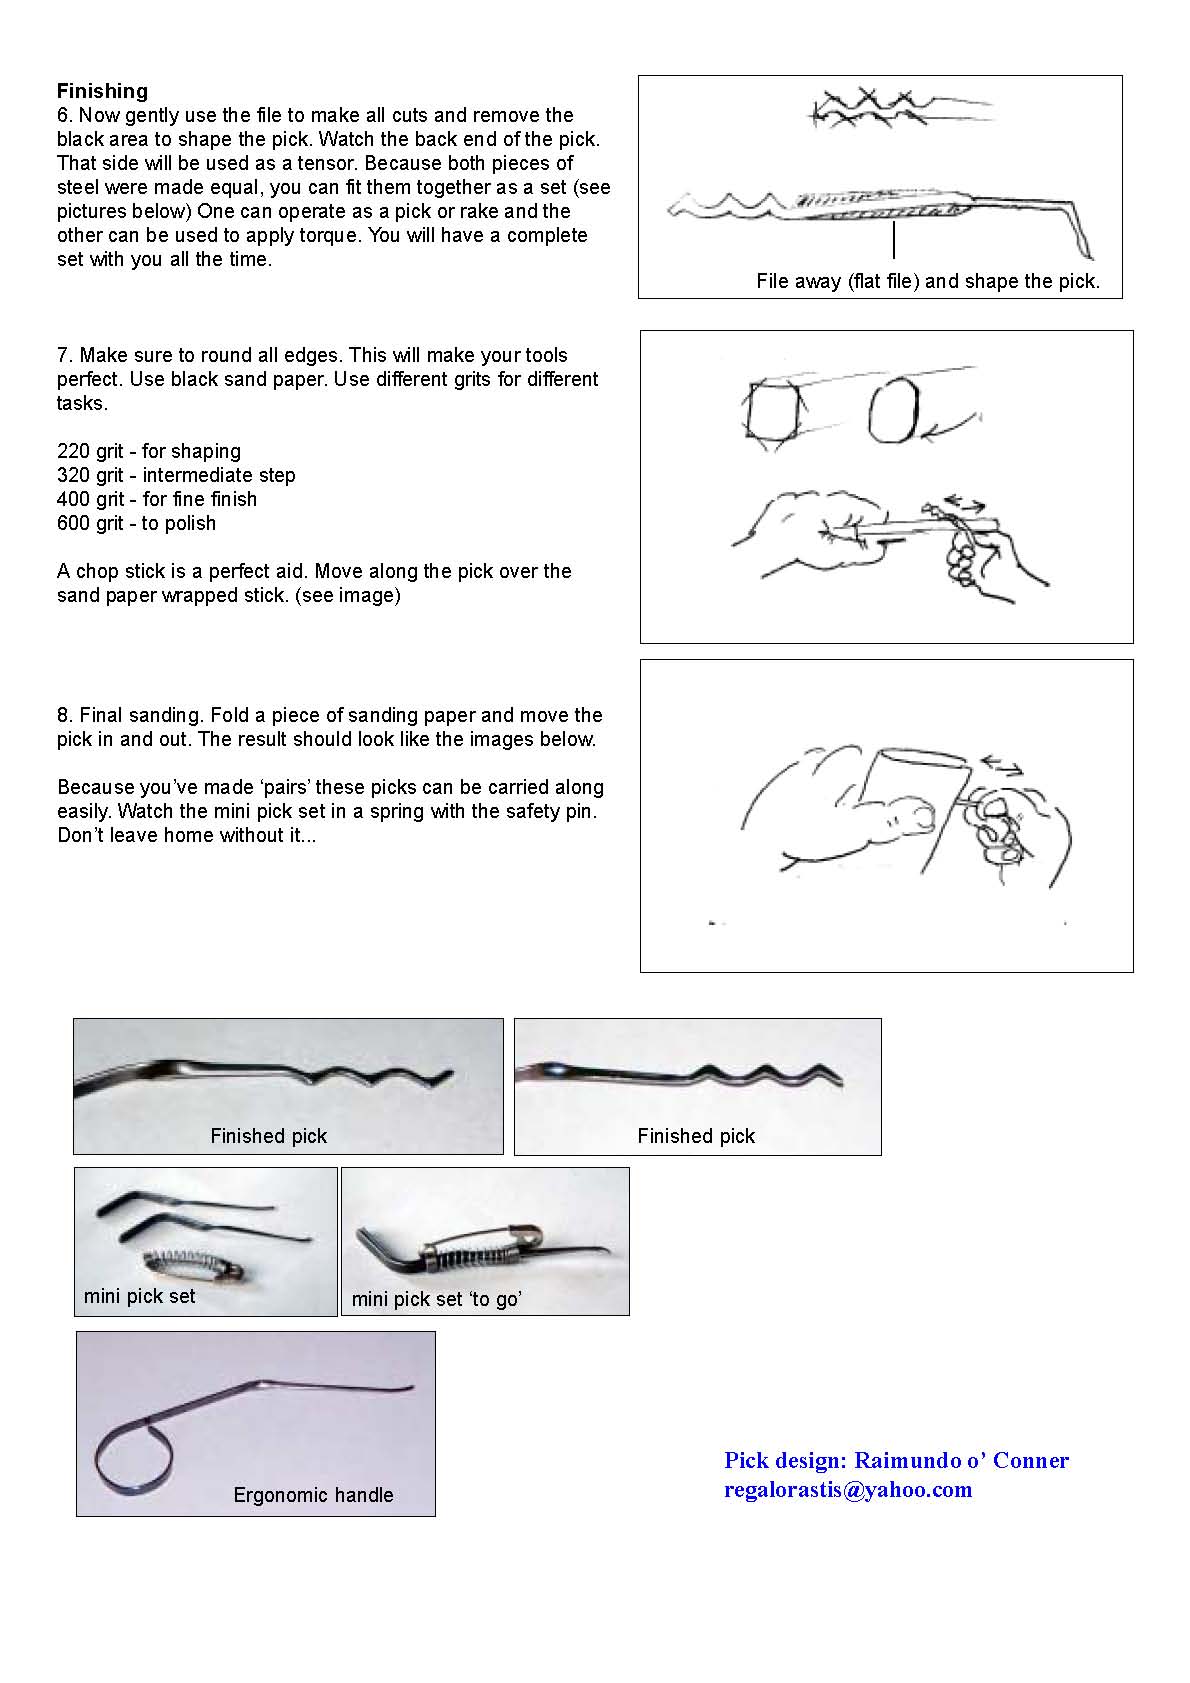 Finishing
6. Now gently use the file to make all cuts and remove the
black area to shape the pick. Watch the back end of the pick.
That side will be used as a tensor. Because both pieces of
steel were made equal, you can fit them together as a set (see
pictures below) One can operate as a pick or rake and the
other can be used to apply torque. You will have a complete
set with you all the time.
File away (flat file) and shape the pick.
7. Make sure to round all edges. This will make your tools
perfect. Use black sand paper. Use different grits for different
tasks.
220 grit - for shaping
320 grit - intermediate step
400 grit - for fine finish
600 grit - to polish
A chop stick is a perfect aid. Move along the pick over the
sand paper wrapped stick. (see image)
8. Final sanding. Fold a piece of sanding paper and move the
pick in and out. The result should look like the images below.
Because you’ve made ‘pairs’ these picks can be carried along
easily. Watch the mini pick set in a spring with the safety pin.
Don’t leave home without it...
Finished pick
Finished pick
mini pick set
mini pick set ‘to go’
Ergonomic handle
Pick design: Raimundo o’ Conner
regalorastis@yahoo.com